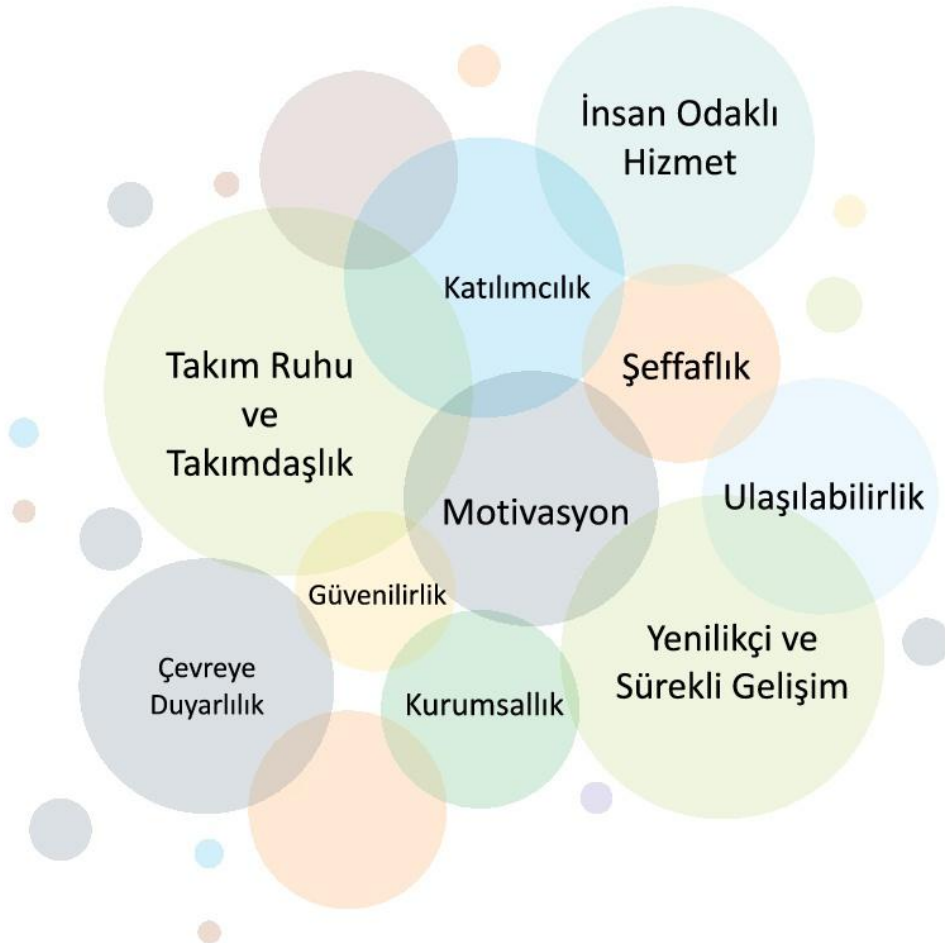 İnsan Odaklı
Hizmet
Katılımcılık
Şeffaflık
Takım Ruhu
ve
Takımdaşlık
Motivasyon
Ulaşılabilirlik
Güvenilirlik
Yenilikçi ve
Sürekli Gelişim
Çevreye
Duyarlılık
Kurumsallık